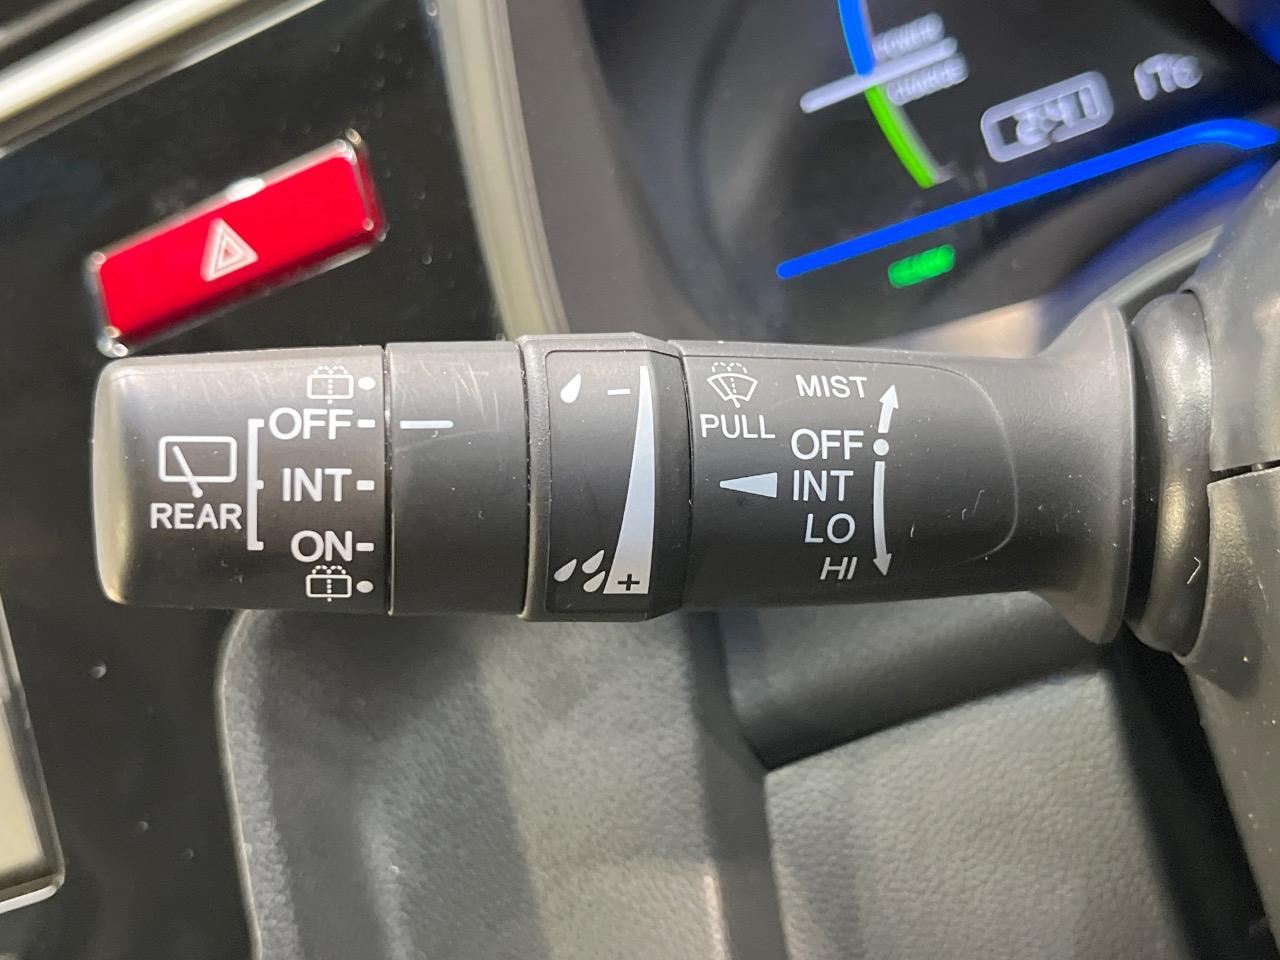 POWER
CHARGE
OFF
INT
ON
REAR
−
+
PULL
MIST
OFF
INT
LO
HI